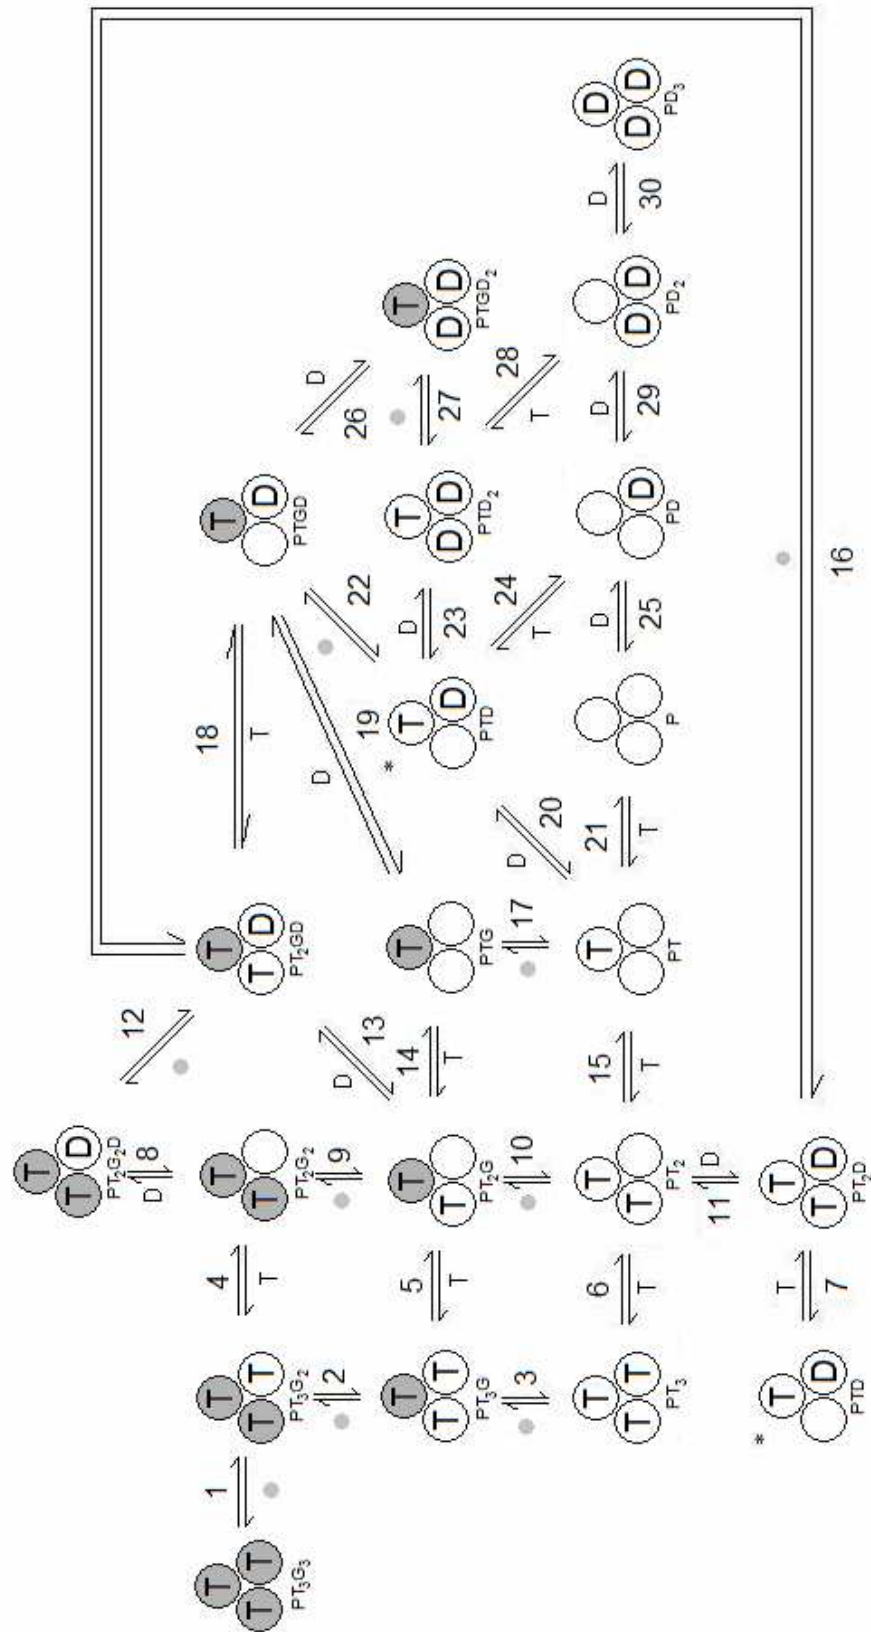 T
T D
PT₂G₂D
D 8
12
T 1 T 4 T T 18 T
T T T T T T T D T D
PT₃G₃ PT₃G₂ PT₂G₂ PT₂GD PTGD
2 9 D 13 D 19 22 26 D
T 5 T 14 T * T D T T
T T T T T D 23 D D 27 D D
PT₃G PT₂G PTG PTD PTD₂ PTGD₂
3 10 17 D 20 24 T 28 T
T 6 T 15 T 21 D D D D
T T T T T T 25 D 29 D D 30 D D
PT₃ PT₂ PT P PD PD₂ PD₃
11 D
* T T T
D 7 T D
PTD PT₂D
16